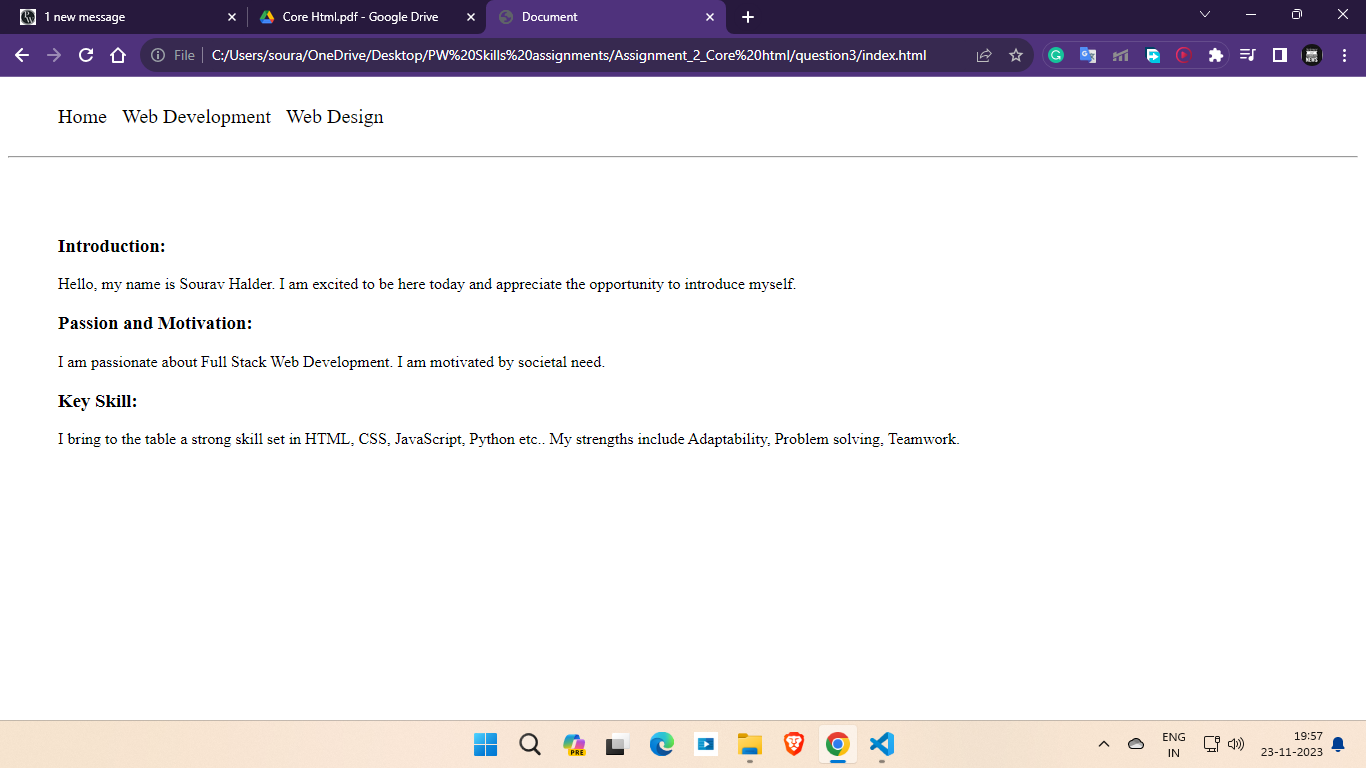 1 new message
Core Html.pdf - Google Drive
Document
File
C:/Users/soura/OneDrive/Desktop/PW%20Skills%20assignments/Assignment_2_Core%20html/question3/index.html
Home Web Development Web Design
Introduction:
Hello, my name is Sourav Halder. I am excited to be here today and appreciate the opportunity to introduce myself.
Passion and Motivation:
I am passionate about Full Stack Web Development. I am motivated by societal need.
Key Skill:
I bring to the table a strong skill set in HTML, CSS, JavaScript, Python etc.. My strengths include Adaptability, Problem solving, Teamwork.
PRE
ENG
IN
19:57
23-11-2023